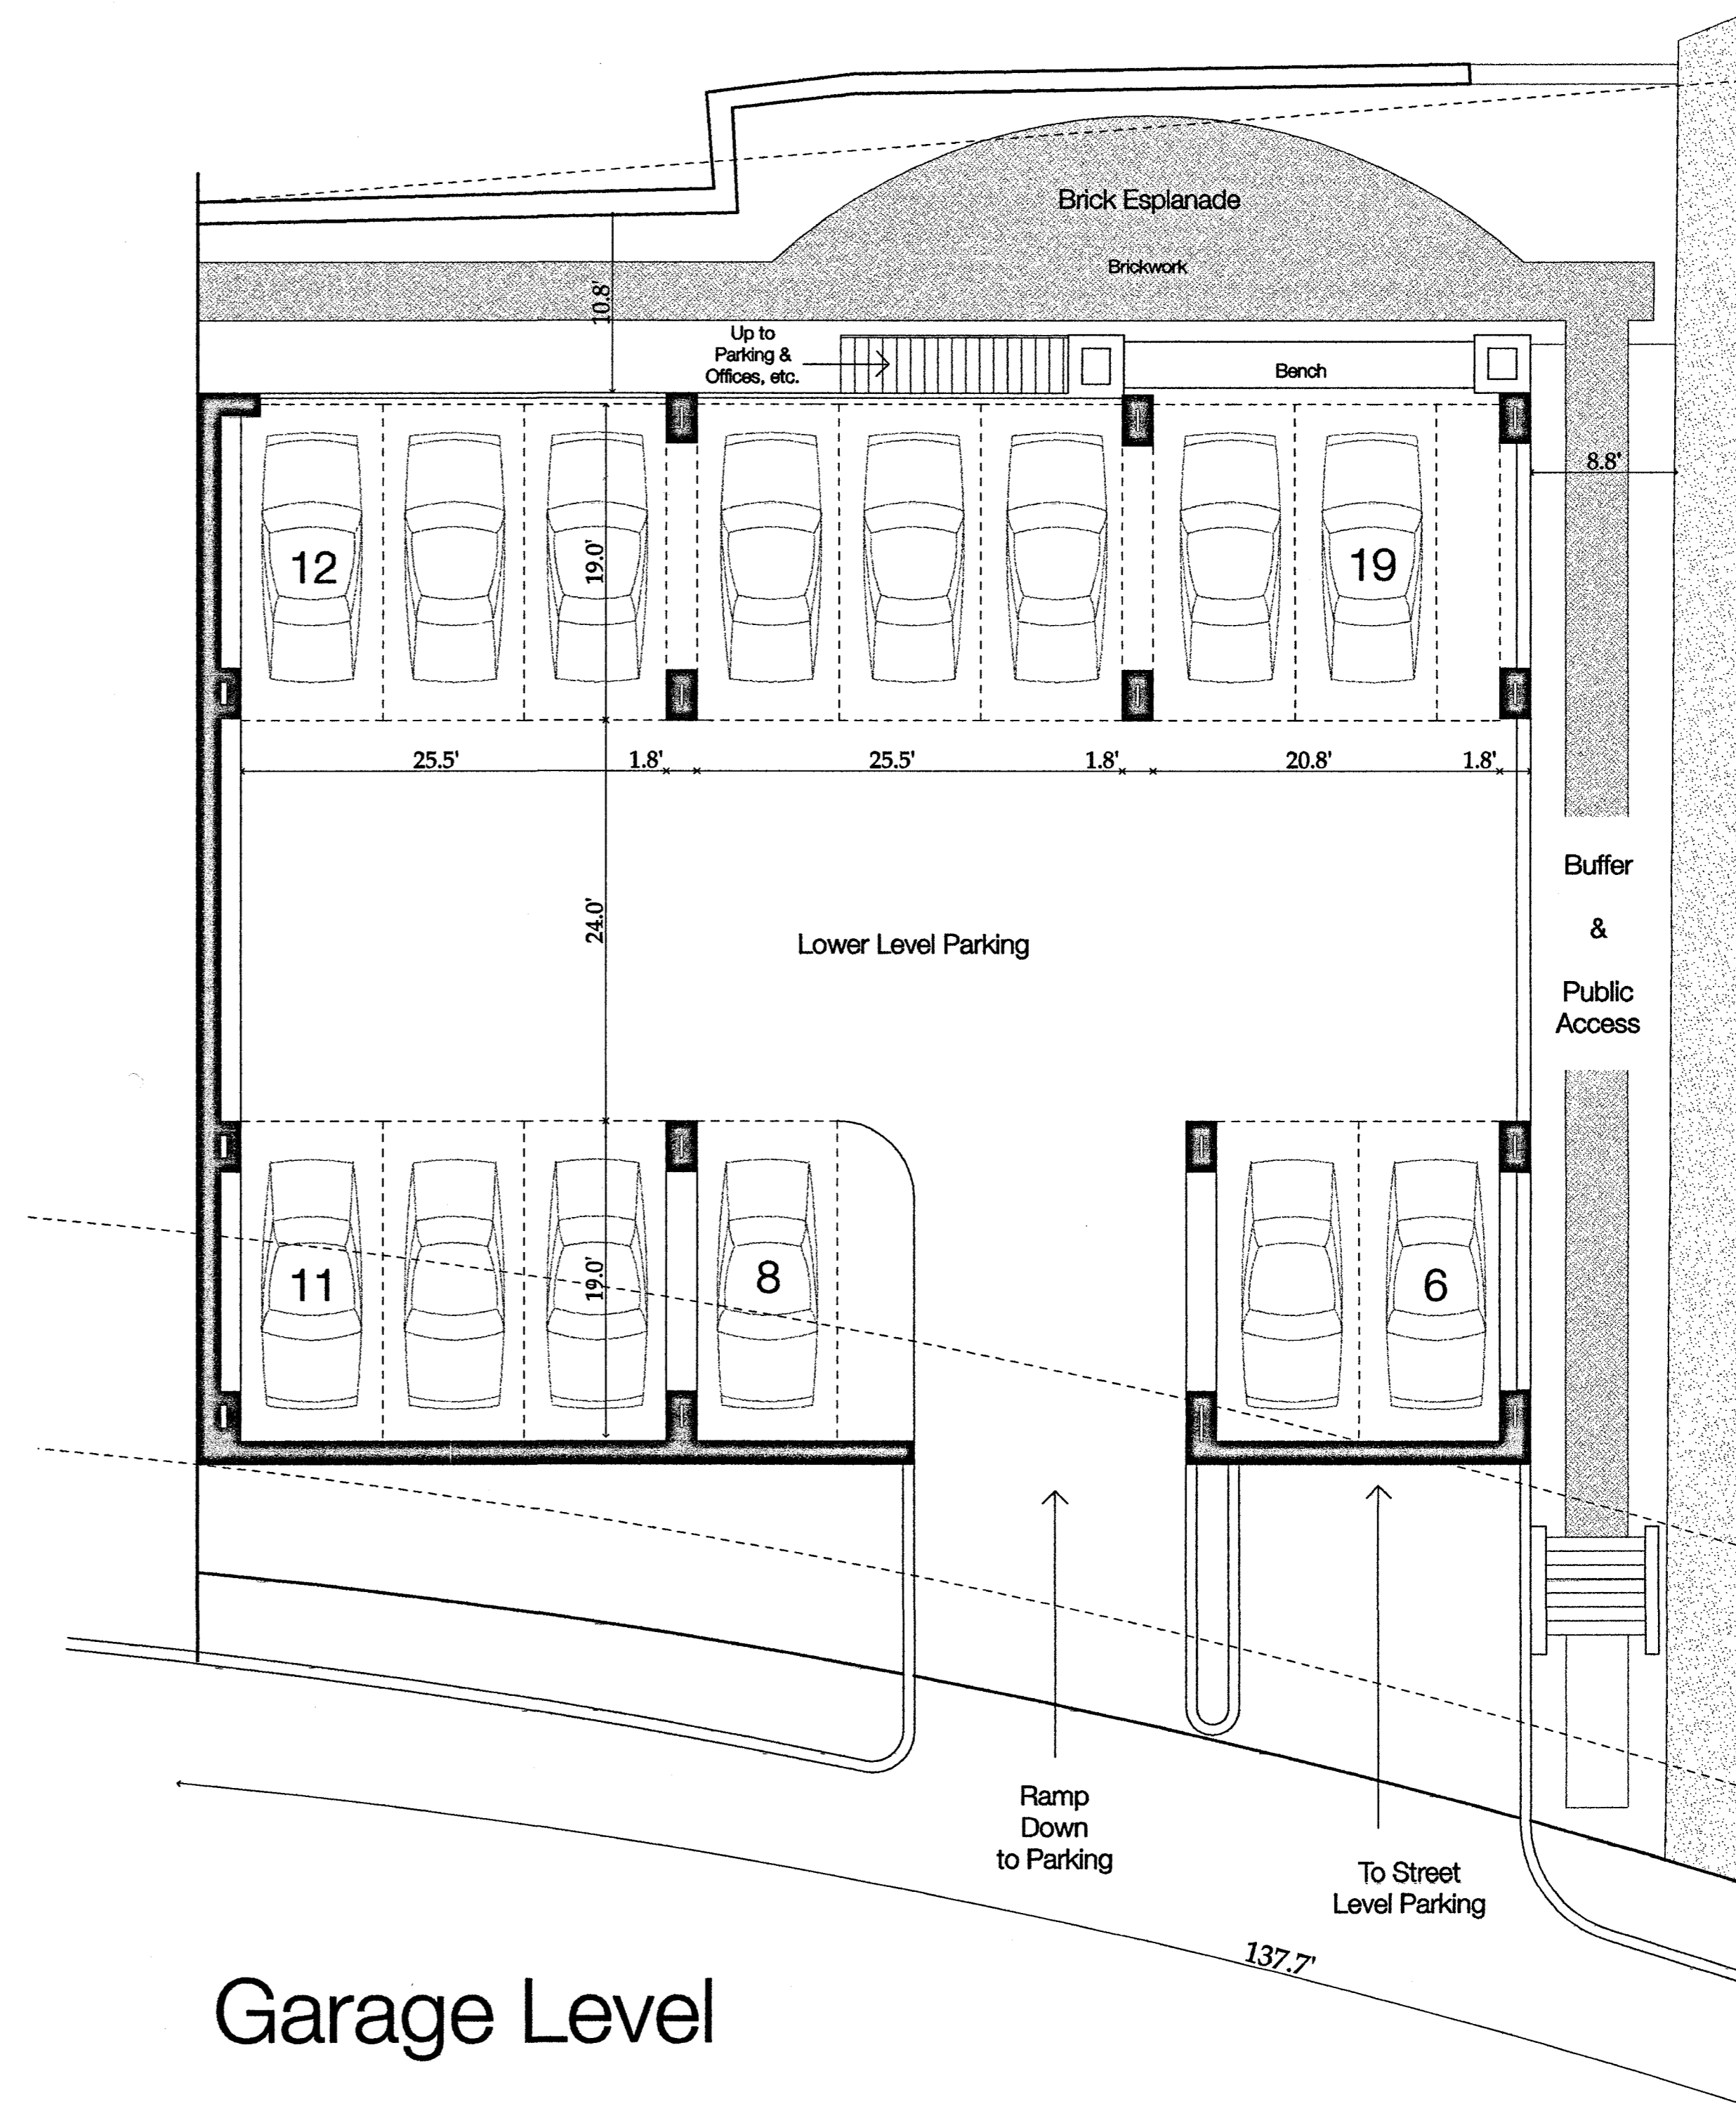 Brick Esplanade
Brickwork
10.8'
Up to
Parking &
Offices, etc.
Bench
8.8'
12
19.0'
19
25.5'
1.8'
25.5'
1.8'
20.8'
1.8'
Buffer
&
Public
Access
24.0'
Lower Level Parking
11
19.0'
8
6
Ramp
Down
to Parking
To Street
Level Parking
137.7'
Garage Level